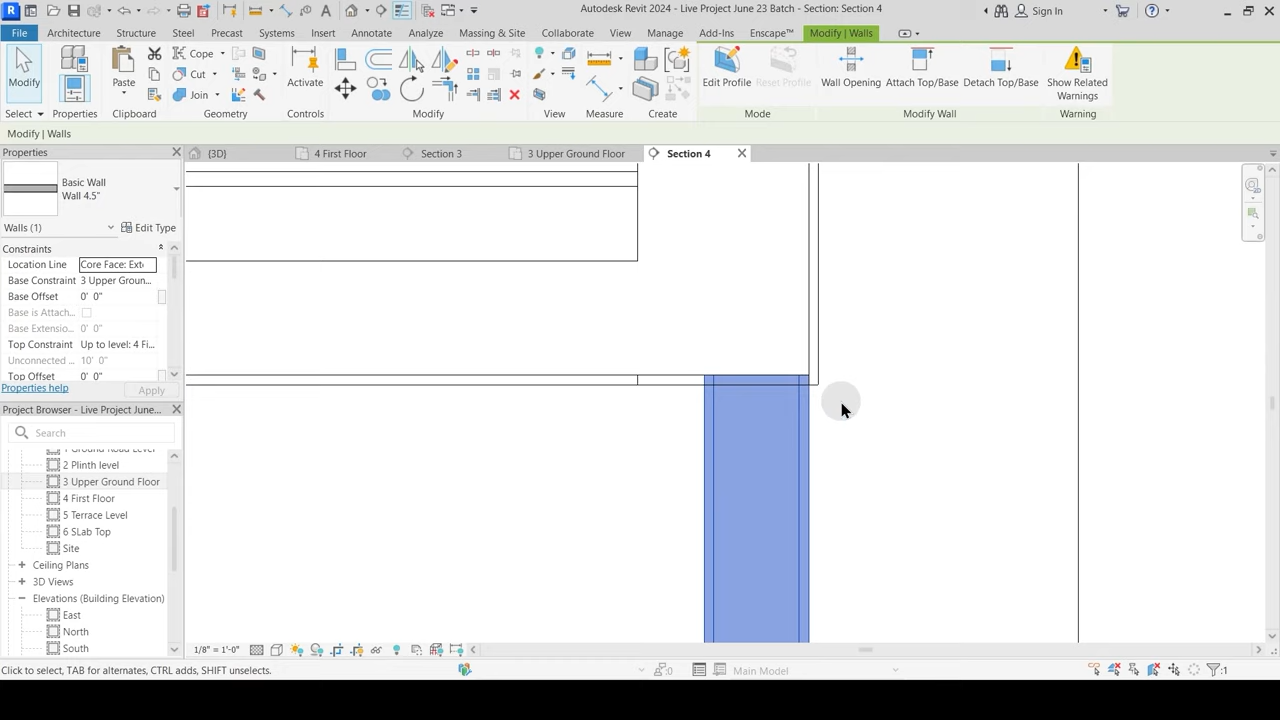 Autodesk Revit 2024 - Live Project June 23 Batch - Section: Section 4
Sign In
File Architecture Structure Steel Precast Systems Insert Annotate Analyze Massing & Site Collaborate View Manage Add-Ins Enscape™ Modify | Walls
Modify
Paste
Cope
Cut
Join
Activate
Edit Profile
Reset Profile
Wall Opening
Attach Top/Base
Detach Top/Base
Show Related Warnings
Select Properties Clipboard Geometry Controls Modify View Measure Create Mode Modify Wall Warning
Modify | Walls
Properties
{3D} 4 First Floor Section 3 3 Upper Ground Floor Section 4
Basic Wall
Wall 4.5"
Walls (1) Edit Type
Constraints
Location Line Core Face: Ext
Base Constraint 3 Upper Groun...
Base Offset 0' 0"
Base is Attach...
Base Extensio... 0' 0"
Top Constraint Up to level: 4 Fi...
Unconnected ... 10' 0"
Top Offset 0' 0"
Properties help Apply
Project Browser - Live Project June...
Search
1 Ground Road Level
2 Plinth level
3 Upper Ground Floor
4 First Floor
5 Terrace Level
6 SLab Top
Site
Ceiling Plans
3D Views
Elevations (Building Elevation)
East
North
South
1/8" = 1'-0"
Click to select, TAB for alternates, CTRL adds, SHIFT unselects.
:0
Main Model
:1